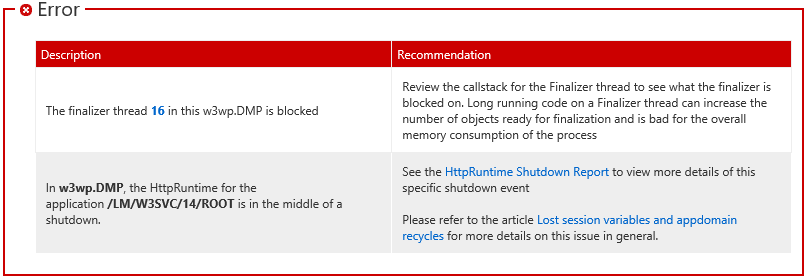 Error
Description
Recommendation
The finalizer thread 16 in this w3wp.DMP is blocked
Review the callstack for the Finalizer thread to see what the finalizer is
blocked on. Long running code on a Finalizer thread can increase the
number of objects ready for finalization and is bad for the overall
memory consumption of the process
In w3wp.DMP, the HttpRuntime for the
application /LM/W3SVC/14/ROOT is in the middle of a
shutdown.
See the HttpRuntime Shutdown Report to view more details of this
specific shutdown event
Please refer to the article Lost session variables and appdomain
recycles for more details on this issue in general.